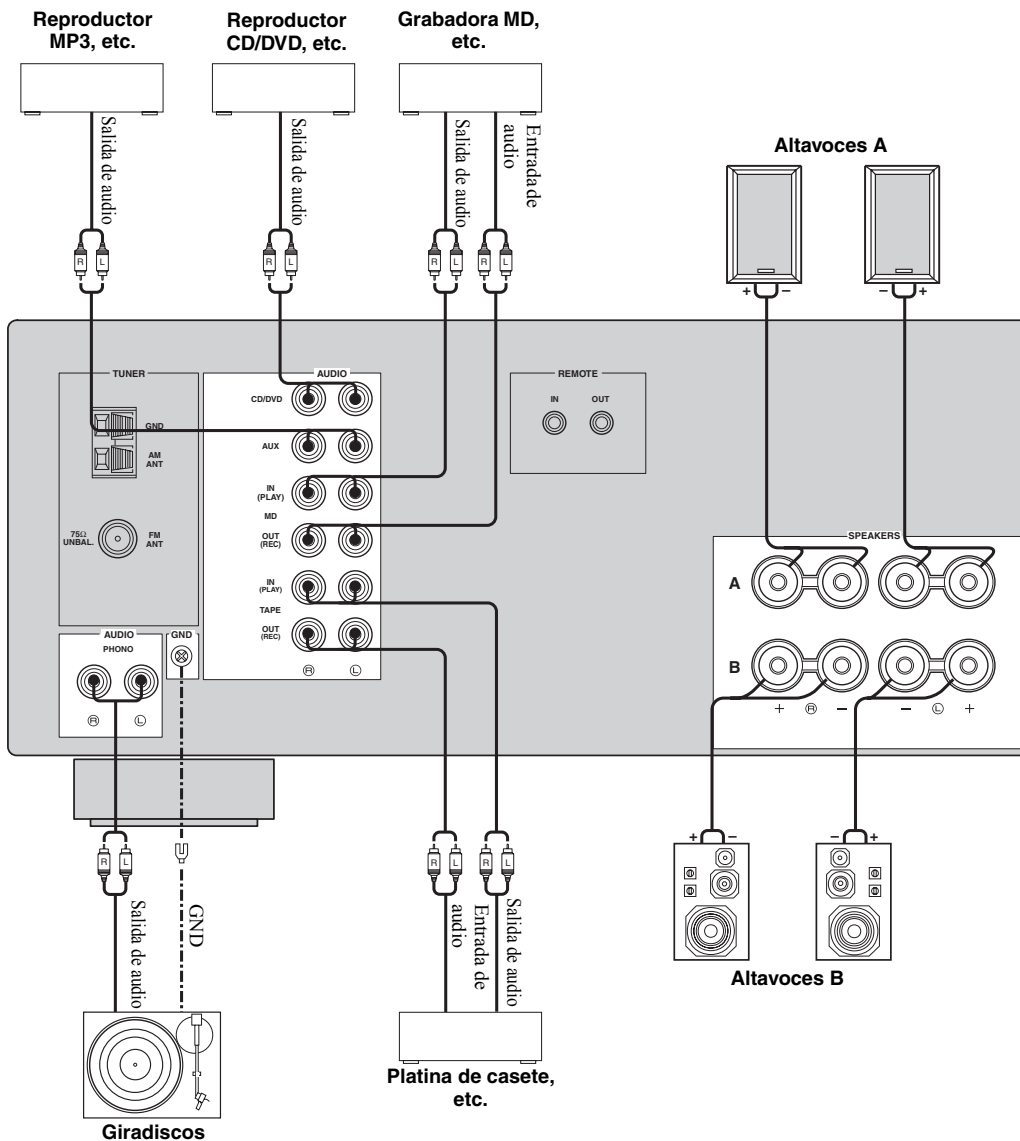 Reproductor
MP3, etc.
Reproductor
CD/DVD, etc.
Grabadora MD,
etc.
Salida de audio
Salida de audio
Salida de audio
Entrada de
audio
R L
R L
R L
R L
Altavoces A
+ − − +
TUNER
GND
AM
ANT
75Ω
UNBAL.
FM
ANT
AUDIO
CD/DVD
AUX
IN
(PLAY)
MD
OUT
(REC)
IN
(PLAY)
TAPE
OUT
(REC)
R L
REMOTE
IN OUT
SPEAKERS
A
B
+ R − − L +
AUDIO
PHONO
R L
GND
R L
Salida de audio
GND
Giradiscos
R L
R L
Entrada de
audio
Salida de audio
Platina de casete,
etc.
+ − − +
Altavoces B